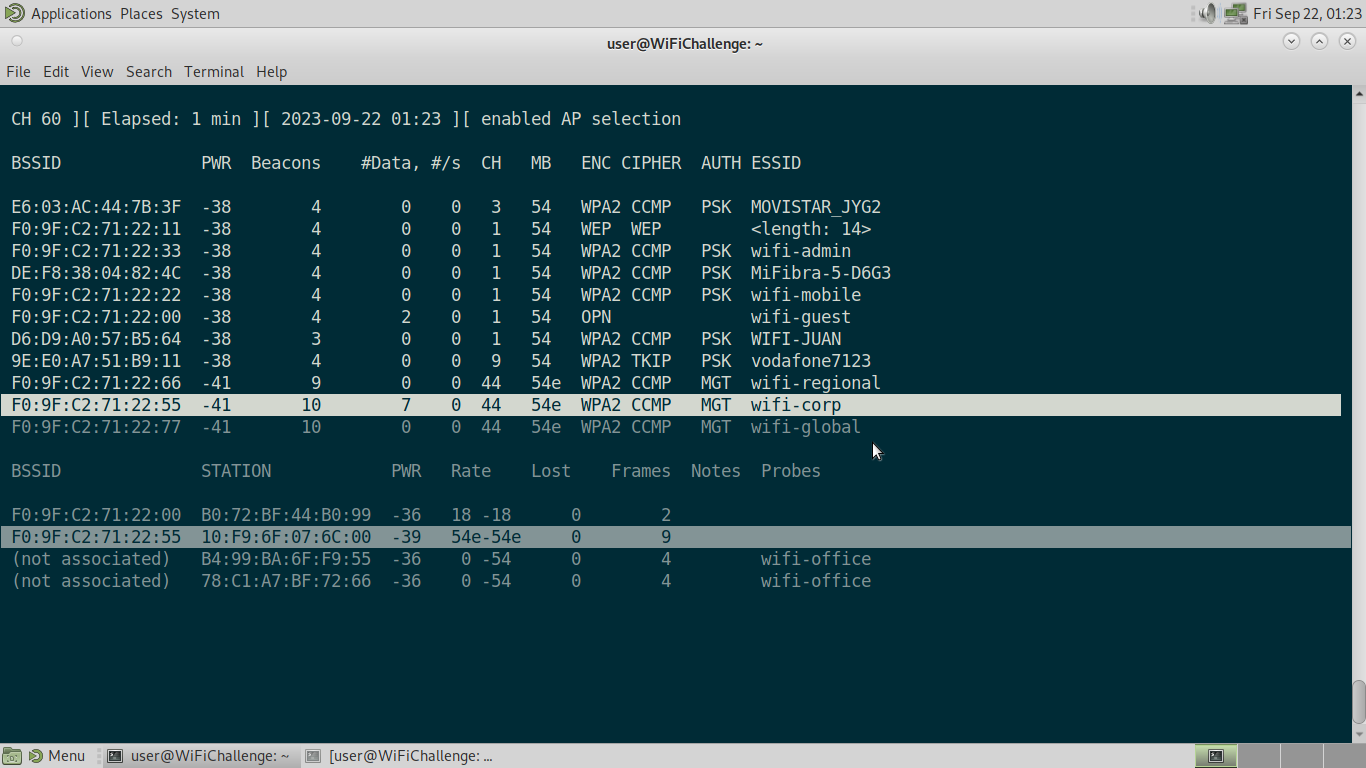 Applications Places System Fri Sep 22, 01:23
user@WiFiChallenge: ~
File Edit View Search Terminal Help
CH 60 ][ Elapsed: 1 min ][ 2023-09-22 01:23 ][ enabled AP selection
BSSID PWR Beacons #Data, #/s CH MB ENC CIPHER AUTH ESSID
E6:03:AC:44:7B:3F -38 4 0 0 3 54 WPA2 CCMP PSK MOVISTAR_JYG2
F0:9F:C2:71:22:11 -38 4 0 0 1 54 WEP WEP <length: 14>
F0:9F:C2:71:22:33 -38 4 0 0 1 54 WPA2 CCMP PSK wifi-admin
DE:F8:38:04:82:4C -38 4 0 0 1 54 WPA2 CCMP PSK MiFibra-5-D6G3
F0:9F:C2:71:22:22 -38 4 0 0 1 54 WPA2 CCMP PSK wifi-mobile
F0:9F:C2:71:22:00 -38 4 2 0 1 54 OPN wifi-guest
D6:D9:A0:57:B5:64 -38 3 0 0 1 54 WPA2 CCMP PSK WIFI-JUAN
9E:E0:A7:51:B9:11 -38 4 0 0 9 54 WPA2 TKIP PSK vodafone7123
F0:9F:C2:71:22:66 -41 9 0 0 44 54e WPA2 CCMP MGT wifi-regional
F0:9F:C2:71:22:55 -41 10 7 0 44 54e WPA2 CCMP MGT wifi-corp
F0:9F:C2:71:22:77 -41 10 0 0 44 54e WPA2 CCMP MGT wifi-global
BSSID STATION PWR Rate Lost Frames Notes Probes
F0:9F:C2:71:22:00 B0:72:BF:44:B0:99 -36 18 -18 0 2
F0:9F:C2:71:22:55 10:F9:6F:07:6C:00 -39 54e-54e 0 9
(not associated) B4:99:BA:6F:F9:55 -36 0 -54 0 4 wifi-office
(not associated) 78:C1:A7:BF:72:66 -36 0 -54 0 4 wifi-office
Menu user@WiFiChallenge: ~ [user@WiFiChallenge: ...